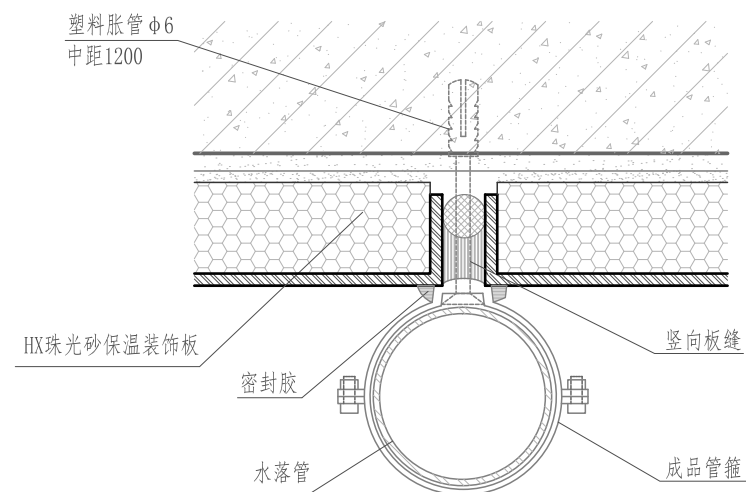 塑料胀管φ6
中距1200
HX珠光砂保温装饰板
竖向板缝
密封胶
水落管
成品管箍